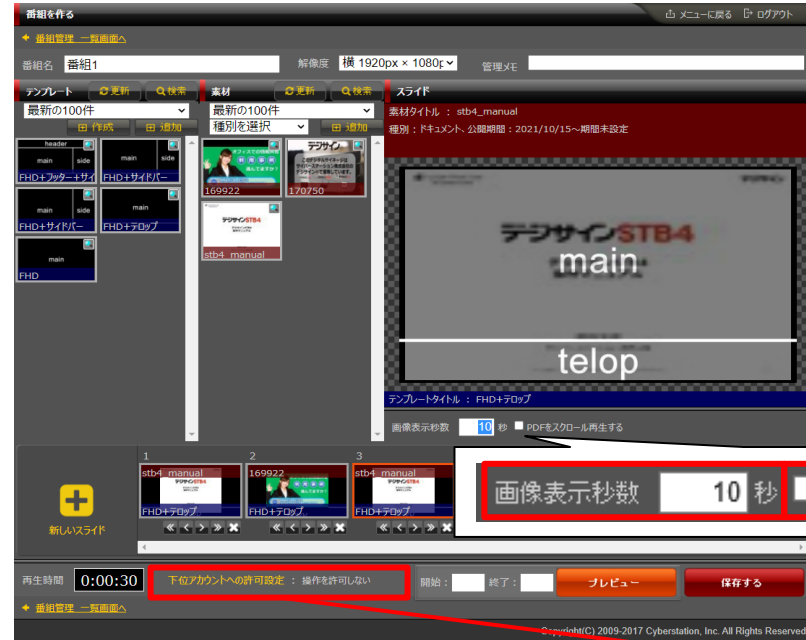 番組を作る
メニューに戻る ログアウト
番組管理 一覧画面へ
番組名 番組1 解像度 横 1920px × 1080p 管理メモ
テンプレート 更新 検索
最新の100件
作成 追加
header
main side
FHD+フッター+サイ
main side
FHD+サイドバー
main side
FHD+サイドバー
main
FHD+テロップ
main
FHD
素材 更新 検索
最新の100件
種別を選択 追加
169922
デジサイン
170750
デジサインSTB4
stb4_manual
スライド
素材タイトル : stb4_manual
種別:ドキュメント、公開期間:2021/10/15~期間未設定
デジサインSTB4
main
telop
テンプレートタイトル : FHD+テロップ
画像表示秒数 10 秒 PDFをスクロール再生する
画像表示秒数 10 秒
新しいスライド
1
stb4_manual
FHD+テロップ
2
169922
FHD+テロップ
3
stb4_manual
FHD+テロップ
再生時間 0:00:30 下位アカウントへの許可設定 : 操作を許可しない 開始: 終了: プレビュー 保存する
番組管理 一覧画面へ
Copyright(C) 2009-2017 Cyberstation, Inc. All Rights Reserved